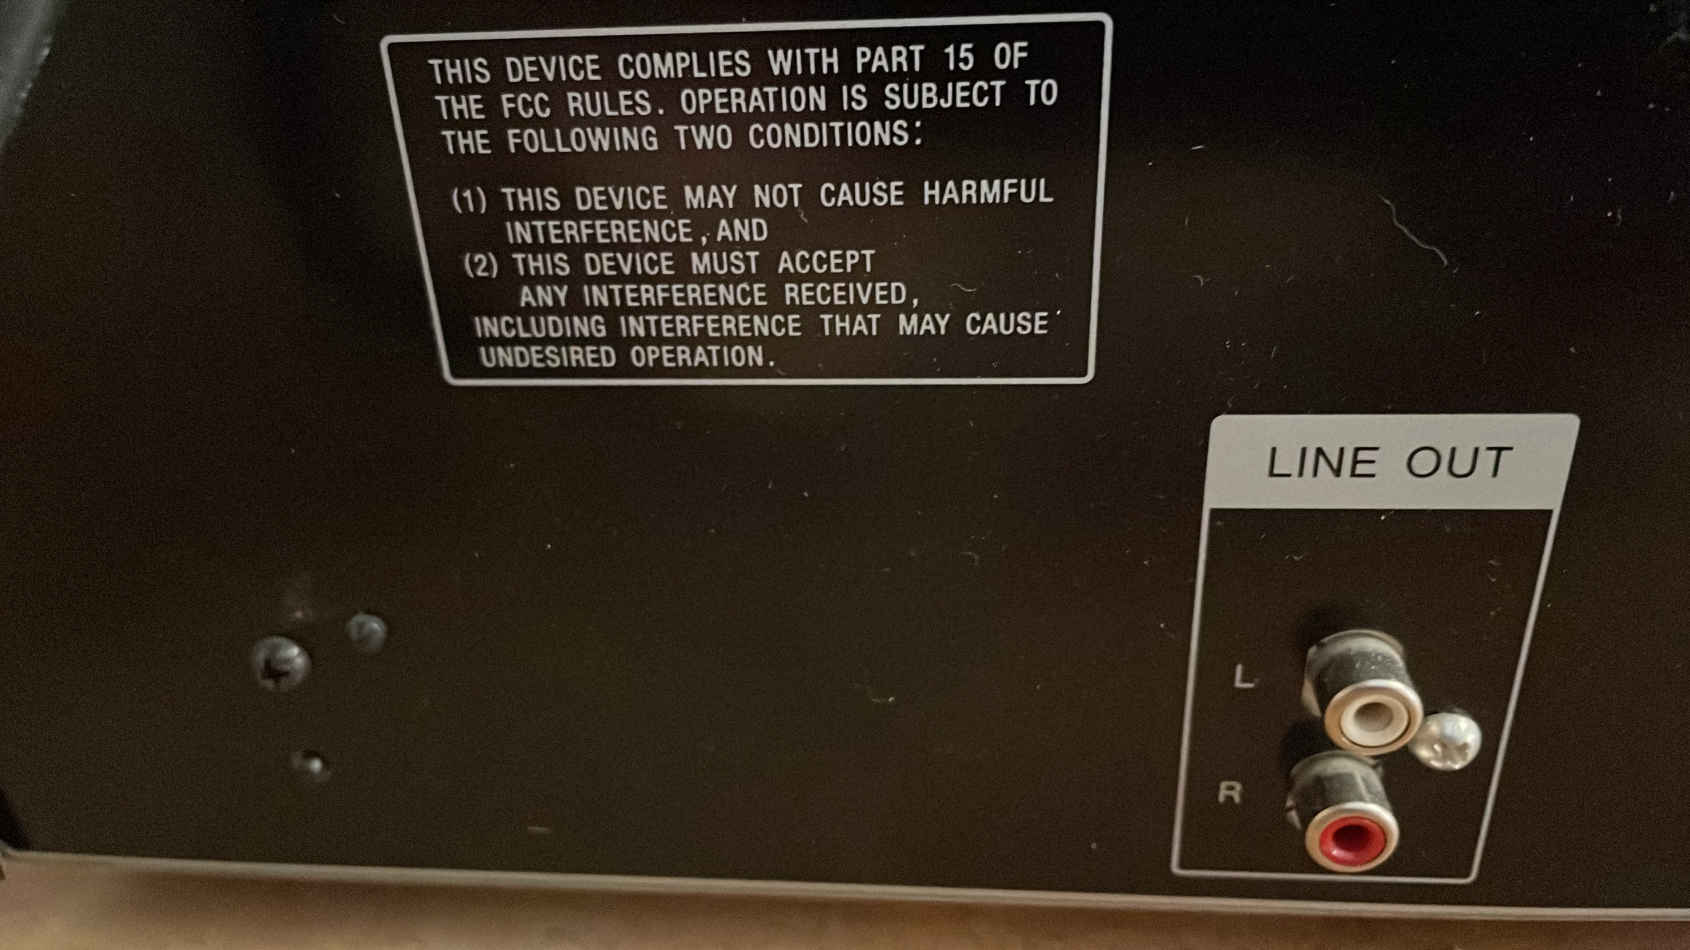 THIS DEVICE COMPLIES WITH PART 15 OF
THE FCC RULES. OPERATION IS SUBJECT TO
THE FOLLOWING TWO CONDITIONS:
(1) THIS DEVICE MAY NOT CAUSE HARMFUL
INTERFERENCE, AND
(2) THIS DEVICE MUST ACCEPT
ANY INTERFERENCE RECEIVED,
INCLUDING INTERFERENCE THAT MAY CAUSE
UNDESIRED OPERATION.
LINE OUT
L
R